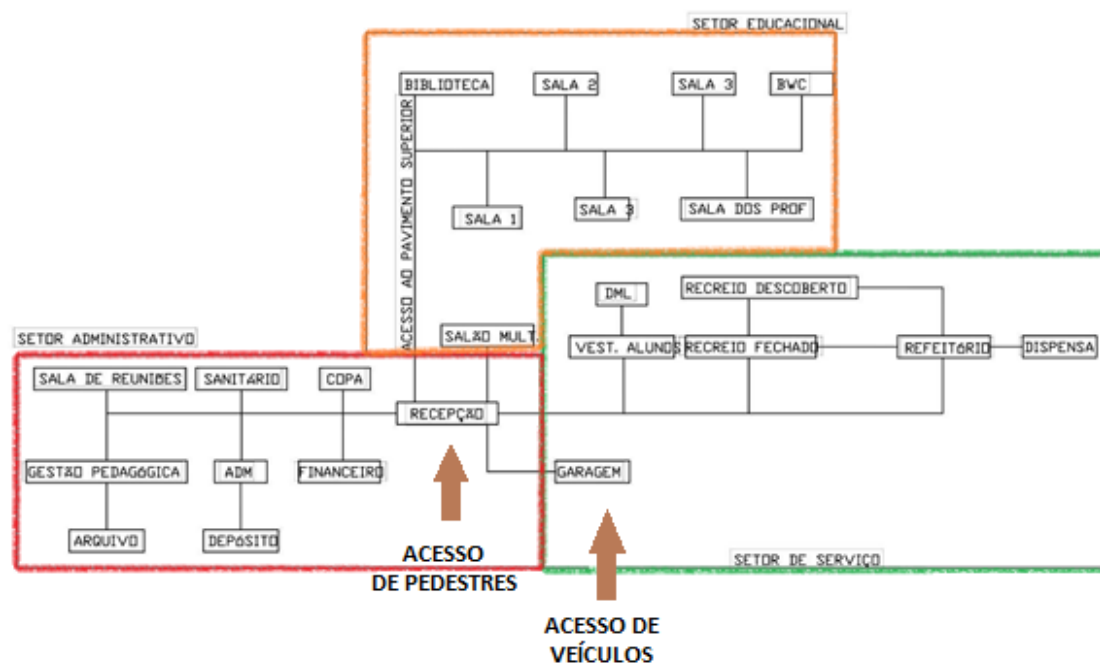 SETOR EDUCACIONAL
BIBLIOTECA
SALA 2
SALA 3
BWC
ACESSO AO PAVIMENTO SUPERIOR
SALA 1
SALA 3
SALA DOS PROF
SALÃO MULT.
SETOR ADMINISTRATIVO
SALA DE REUNIÕES
SANITÁRIO
COPA
RECEPÇÃO
GESTÃO PEDAGÓGICA
ADM
FINANCEIRO
ARQUIVO
DEPÓSITO
DML
RECREIO DESCOBERTO
VEST. ALUNOS
RECREIO FECHADO
REFEITÓRIO
DISPENSA
GARAGEM
SETOR DE SERVIÇO
ACESSO
DE PEDESTRES
ACESSO DE
VEÍCULOS